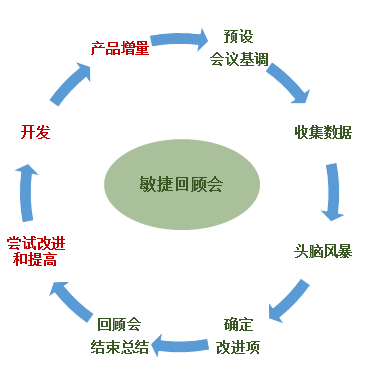 产品增量
预设
会议基调
收集数据
头脑风暴
确定
改进项
回顾会
结束总结
尝试改进
和提高
开发
敏捷回顾会